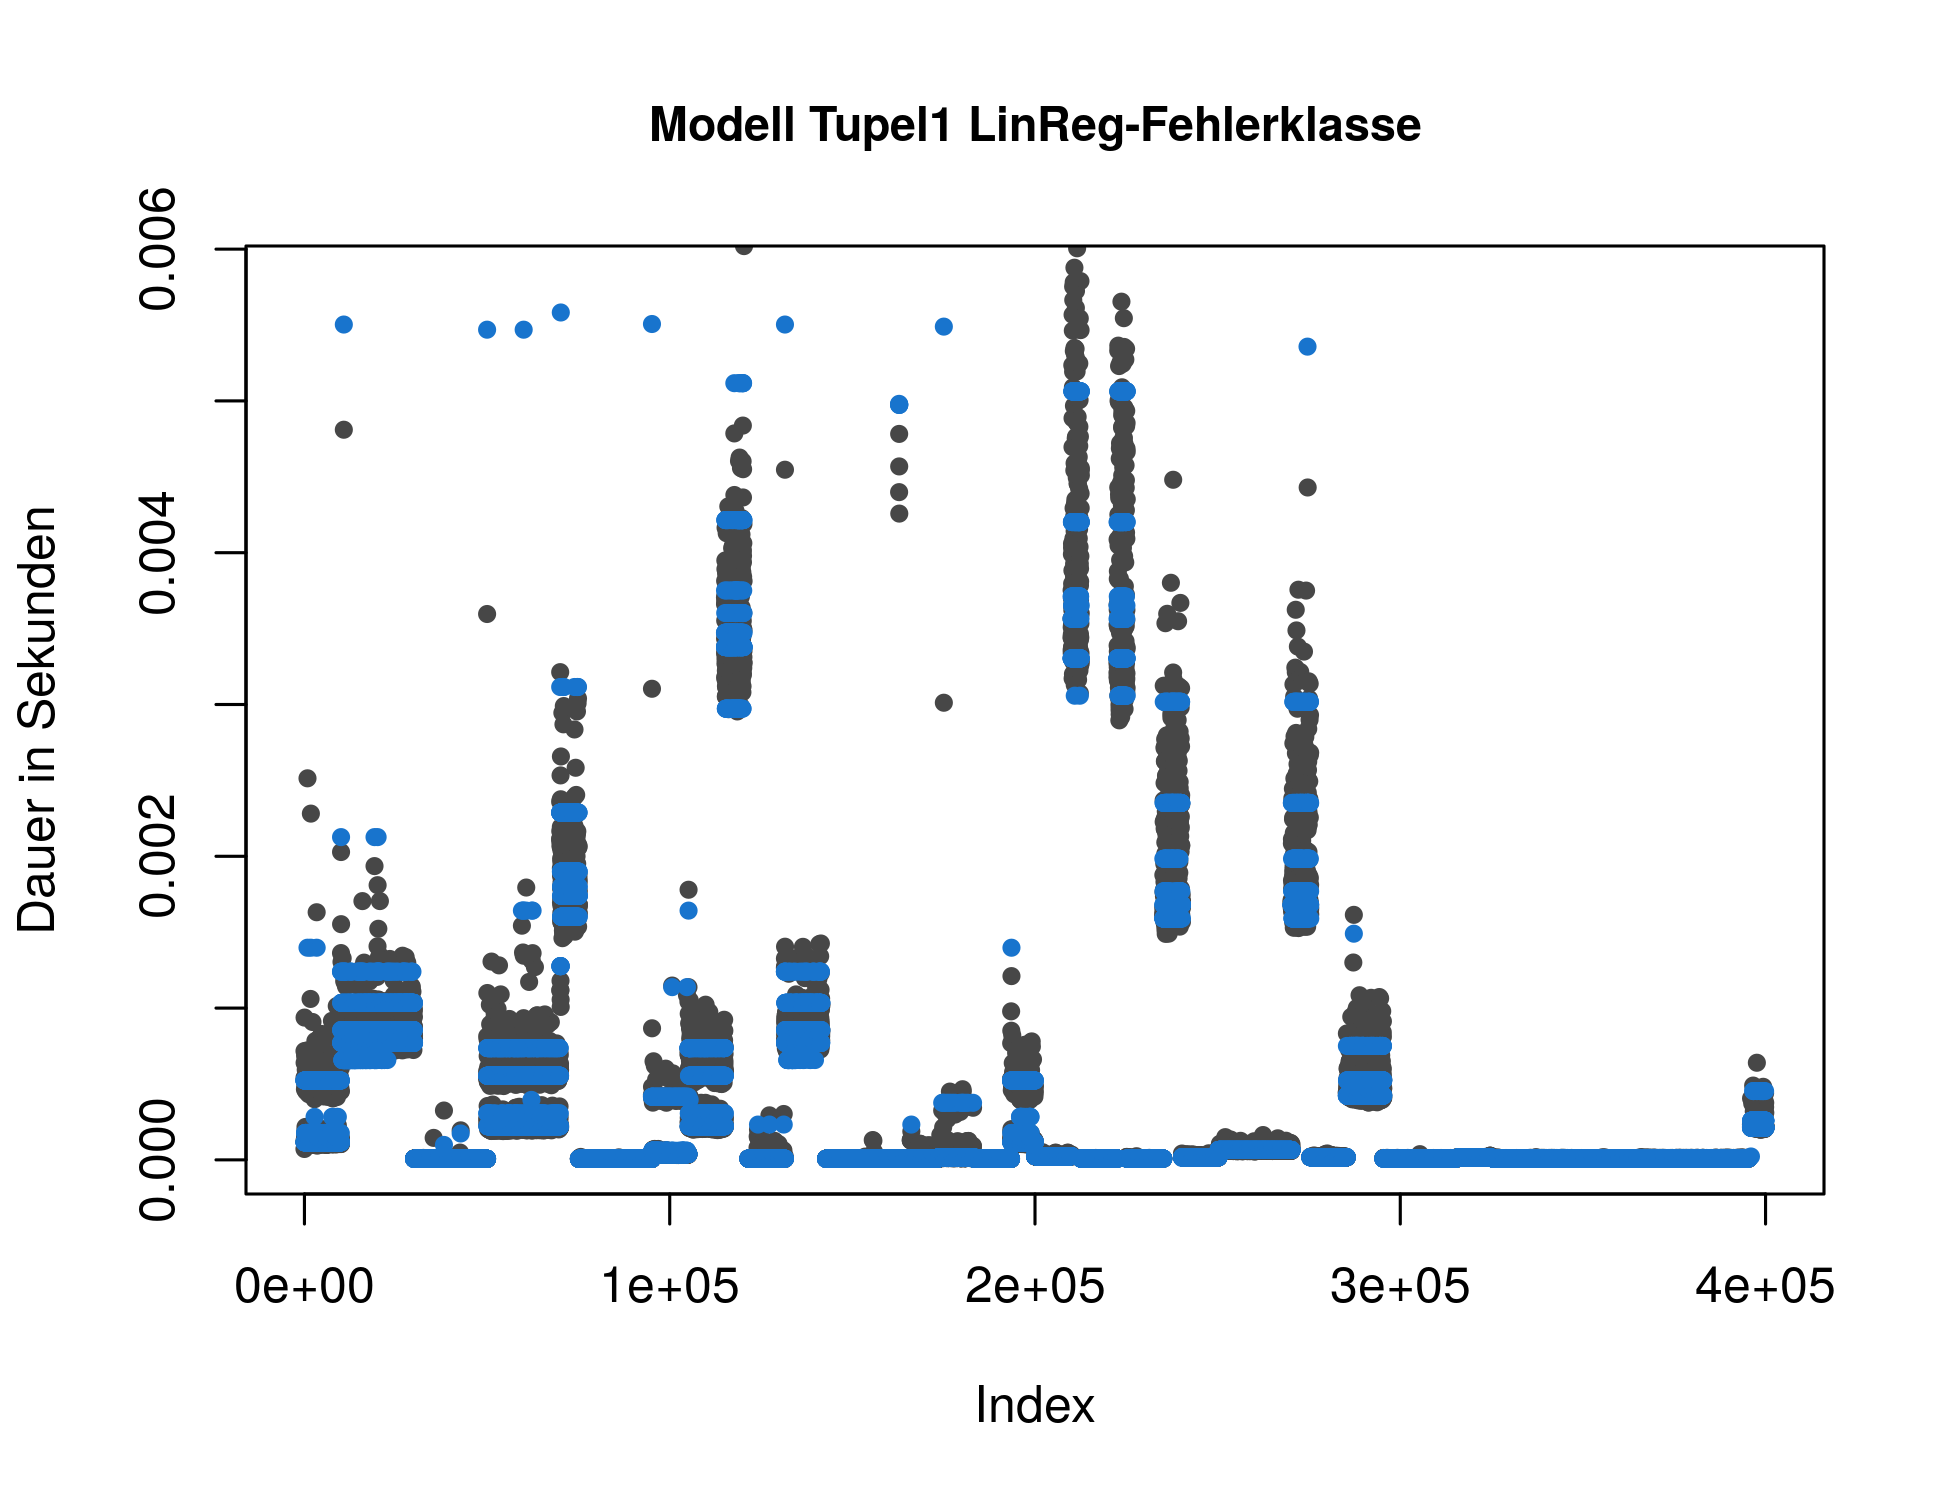 Modell Tupel1 LinReg-Fehlerklasse
Dauer in Sekunden
0.006
0.004
0.002
0.000
0e+00 1e+05 2e+05 3e+05 4e+05
Index